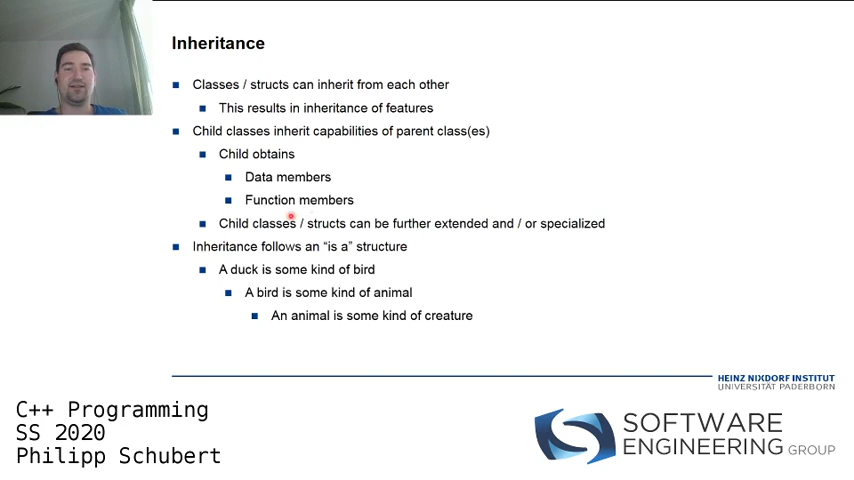 Inheritance
Classes / structs can inherit from each other
This results in inheritance of features
Child classes inherit capabilities of parent class(es)
Child obtains
Data members
Function members
Child classes / structs can be further extended and / or specialized
Inheritance follows an “is a” structure
A duck is some kind of bird
A bird is some kind of animal
An animal is some kind of creature
HEINZ NIXDORF INSTITUT
UNIVERSITÄT PADERBORN
C++ Programming
SS 2020
Philipp Schubert
SOFTWARE
ENGINEERING GROUP